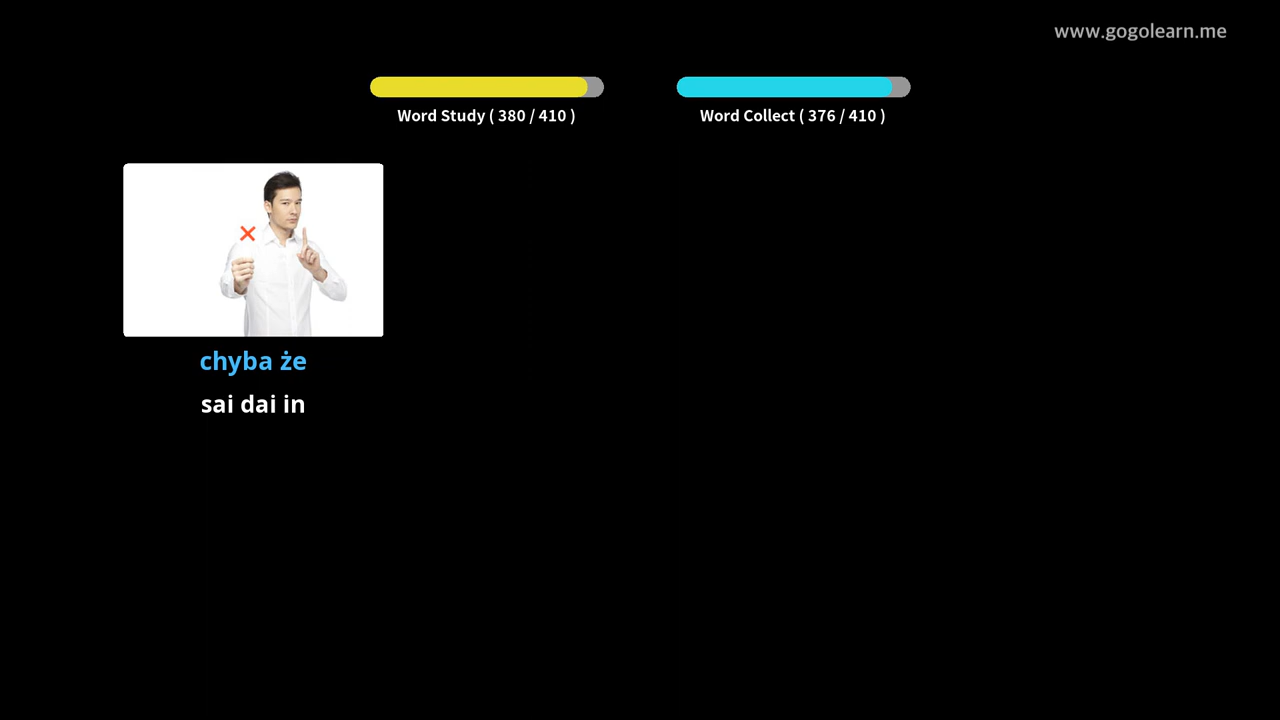 www.gogolearn.me
Word Study ( 380 / 410 )
Word Collect ( 376 / 410 )
chyba że
sai dai in